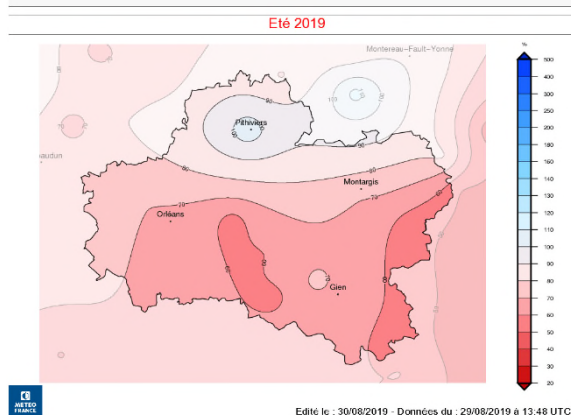 Eté 2019
%
Montereau-Fault-Yonne
Pithiviers
Montargis
Orléans
Gien
audun
500
400
300
250
200
180
160
140
120
110
100
90
80
70
60
50
40
30
20
METEO
FRANCE
Edité le : 30/08/2019 - Données du : 29/08/2019 à 13:48 UTC